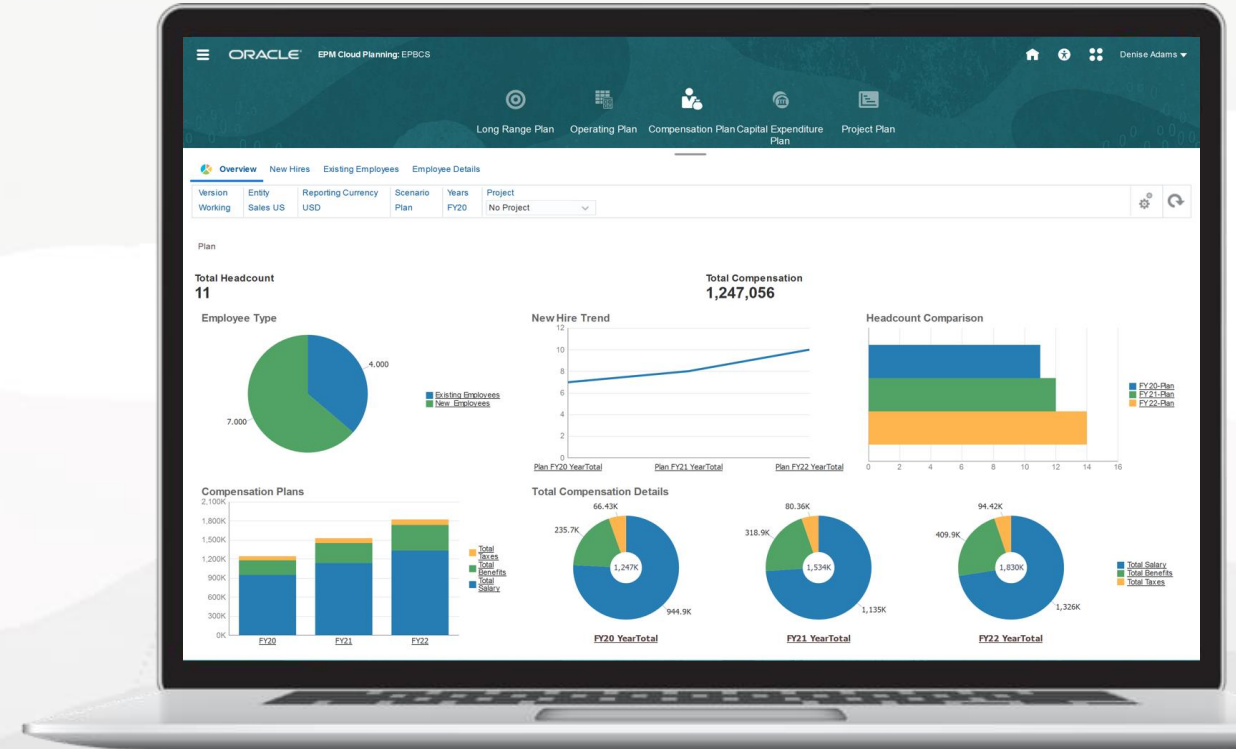 ORACLE EPM Cloud Planning: EPBCS
Denise Adams
Long Range Plan
Operating Plan
Compensation Plan
Capital Expenditure
Plan
Project Plan
Overview New Hires Existing Employees Employee Details
Version Entity Reporting Currency Scenario Years Project
Working Sales US USD Plan FY20 No Project
Plan
Total Headcount
11
Total Compensation
1,247,056
Employee Type
4.000
7.000
Existing Employees
New Employees
New Hire Trend
12
10
8
6
4
2
0
Plan FY20 YearTotal Plan FY21 YearTotal Plan FY22 YearTotal
Headcount Comparison
FY20-Plan
FY21-Plan
FY22-Plan
0 2 4 6 8 10 12 14 16
Compensation Plans
2,100K
1,800K
1,500K
1,200K
900K
600K
300K
0K
FY20 FY21 FY22
Total
Taxes
Total
Benefits
Total
Salary
Total Compensation Details
66.43K
235.7K
1,247K
944.9K
FY20 YearTotal
80.36K
318.9K
1,534K
1,135K
FY21 YearTotal
94.42K
409.9K
1,830K
1,326K
FY22 YearTotal
Total Salary
Total Benefits
Total Taxes